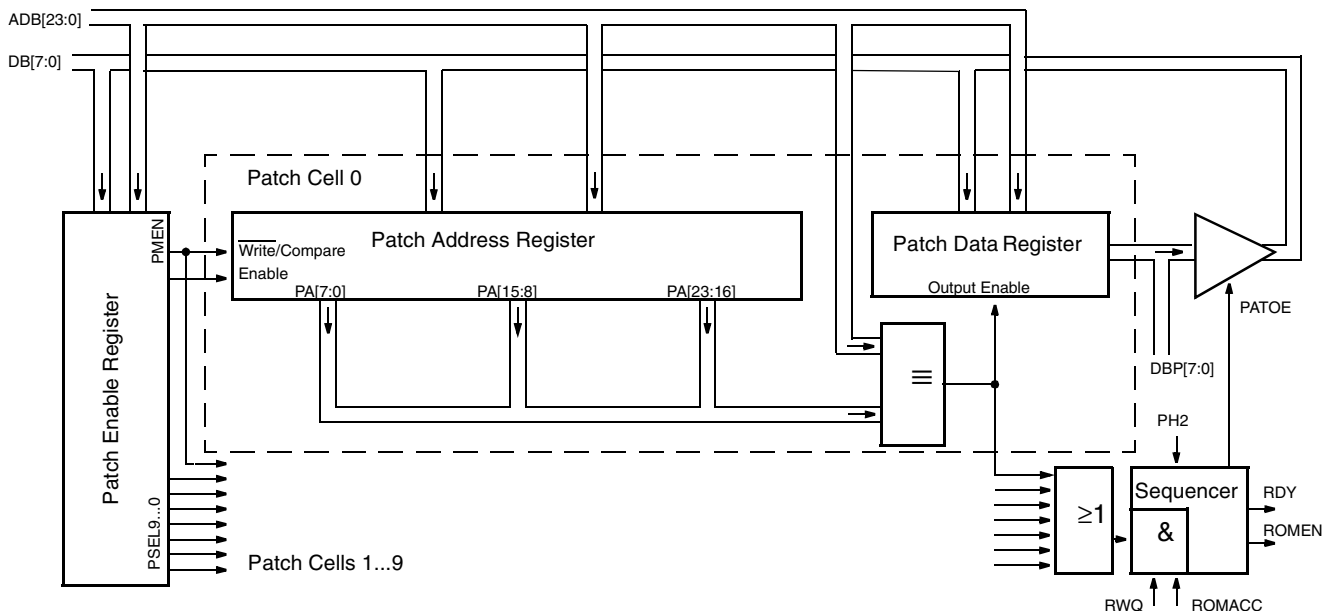 ADB[23:0]
DB[7:0]
Patch Cell 0
PMEN
Patch Enable Register
PSEL9...0
Patch Address Register
Write/Compare
Enable
PA[7:0]
PA[15:8]
PA[23:16]
Patch Data Register
Output Enable
PATOE
DBP[7:0]
≡
PH2
Patch Cells 1...9
≥1
Sequencer
&
RDY
ROMEN
RWQ
ROMACC